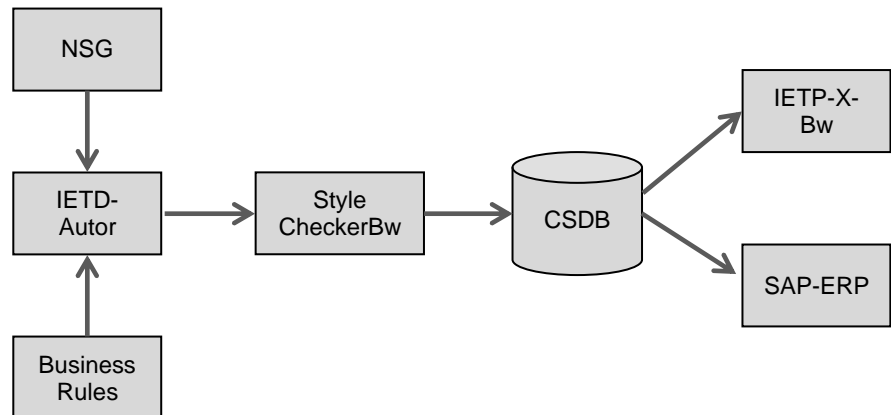 NSG
IETP-X-
Bw
IETD-
Autor
Style
CheckerBw
CSDB
SAP-ERP
Business
Rules